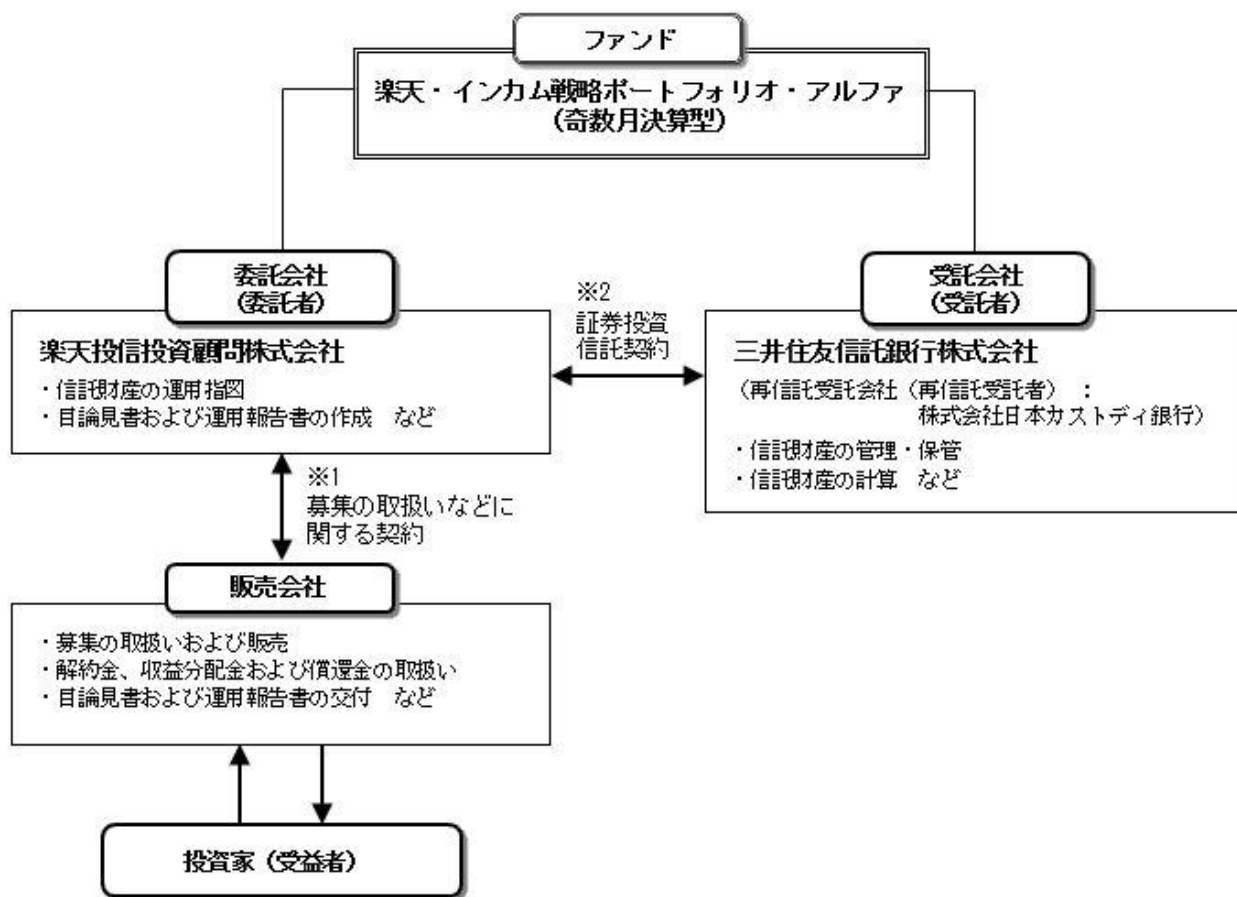 ファンド
楽天・インカム戦略ポートフォリオ・アルファ
（奇数月決算型）
委託会社
（委託者）
楽天投信投資顧問株式会社
・信託財産の運用指図
・目論見書および運用報告書の作成　など
※2
証券投資
信託契約
受託会社
（受託者）
三井住友信託銀行株式会社
（再信託受託会社（再信託受託者）　：
株式会社日本カストディ銀行）
・信託財産の管理・保管
・信託財産の計算　など
※1
募集の取扱いなどに
関する契約
販売会社
・募集の取扱いおよび販売
・解約金、収益分配金および償還金の取扱い
・目論見書および運用報告書の交付　など
投資家（受益者）